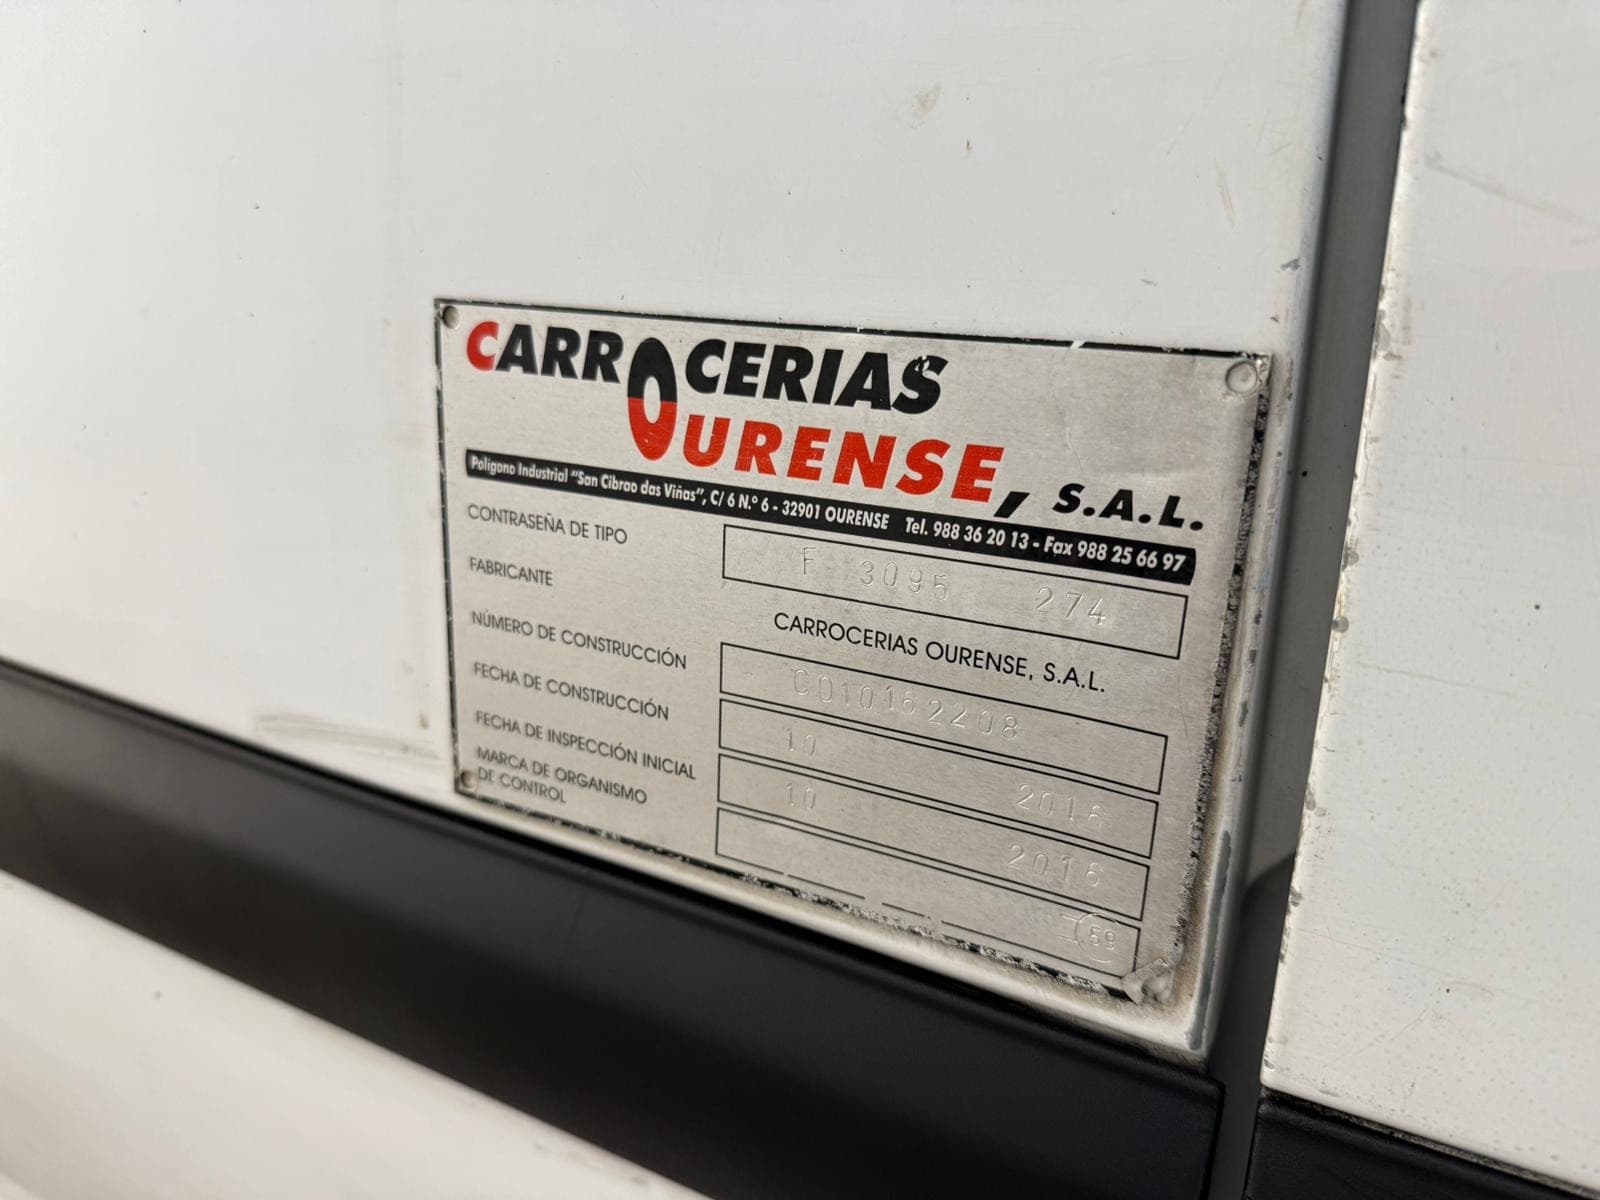 CARROCERIAS
OURENSE, S.A.L.
Polígono Industrial "San Cibrao das Viñas", C/ 6 N.º 6 - 32901 OURENSE Tel. 988 36 20 13 - Fax 988 25 66 97
CONTRASEÑA DE TIPO F 3095 274
FABRICANTE CARROCERIAS OURENSE, S.A.L.
NÚMERO DE CONSTRUCCIÓN C010162208
FECHA DE CONSTRUCCIÓN 10 2016
FECHA DE INSPECCIÓN INICIAL 10 2016
MARCA DE ORGANISMO
DE CONTROL